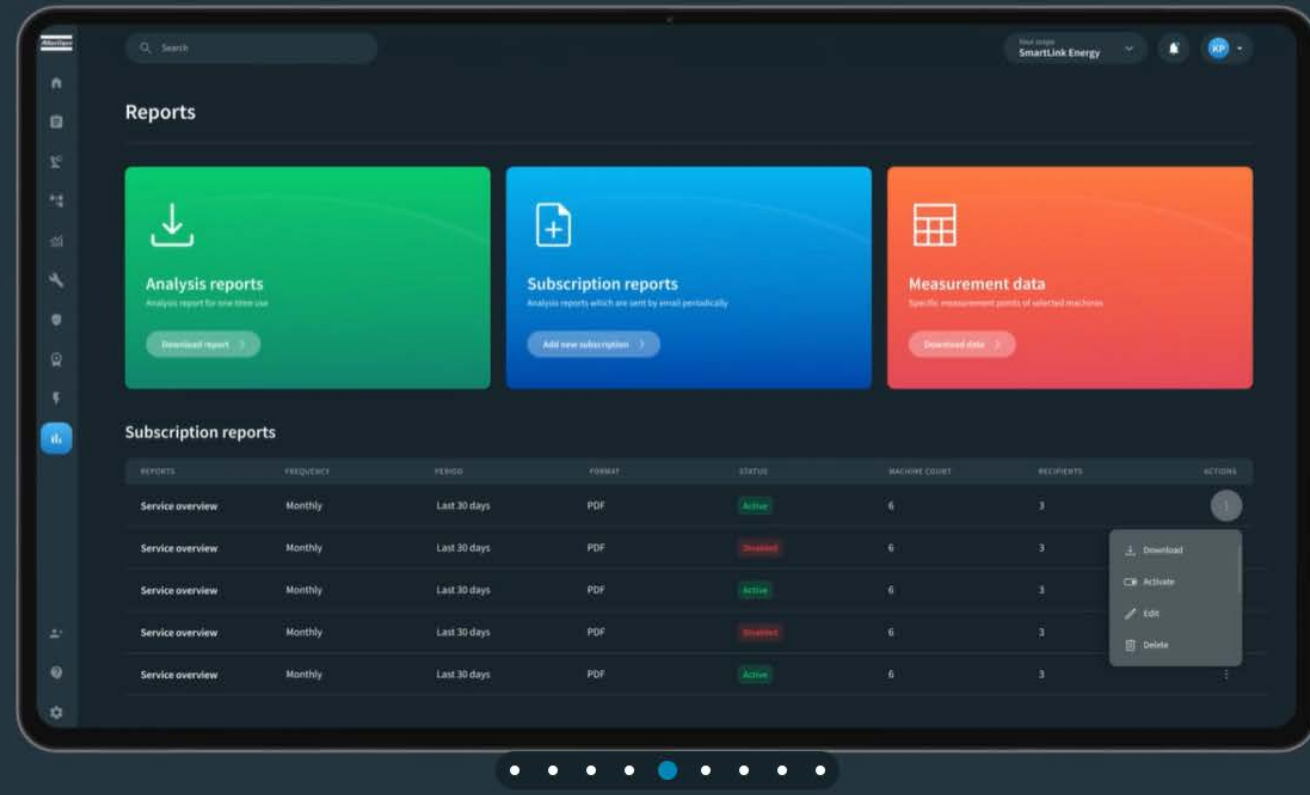 Atlas Copco
Search
Your scope
SmartLink Energy
KP
Reports
Analysis reports
Analysis report for one time use
Download report
Subscription reports
Analysis reports which are sent by email periodically
Add new subscription
Measurement data
Specific measurement points of selected machines
Download data
Subscription reports
REPORTS FREQUENCY PERIOD FORMAT STATUS MACHINE COUNT RECIPIENTS ACTIONS
Service overview Monthly Last 30 days PDF Active 6 3
Service overview Monthly Last 30 days PDF Disabled 6 3
Service overview Monthly Last 30 days PDF Active 6 3
Service overview Monthly Last 30 days PDF Disabled 6 3
Service overview Monthly Last 30 days PDF Active 6 3
Download
Activate
Edit
Delete